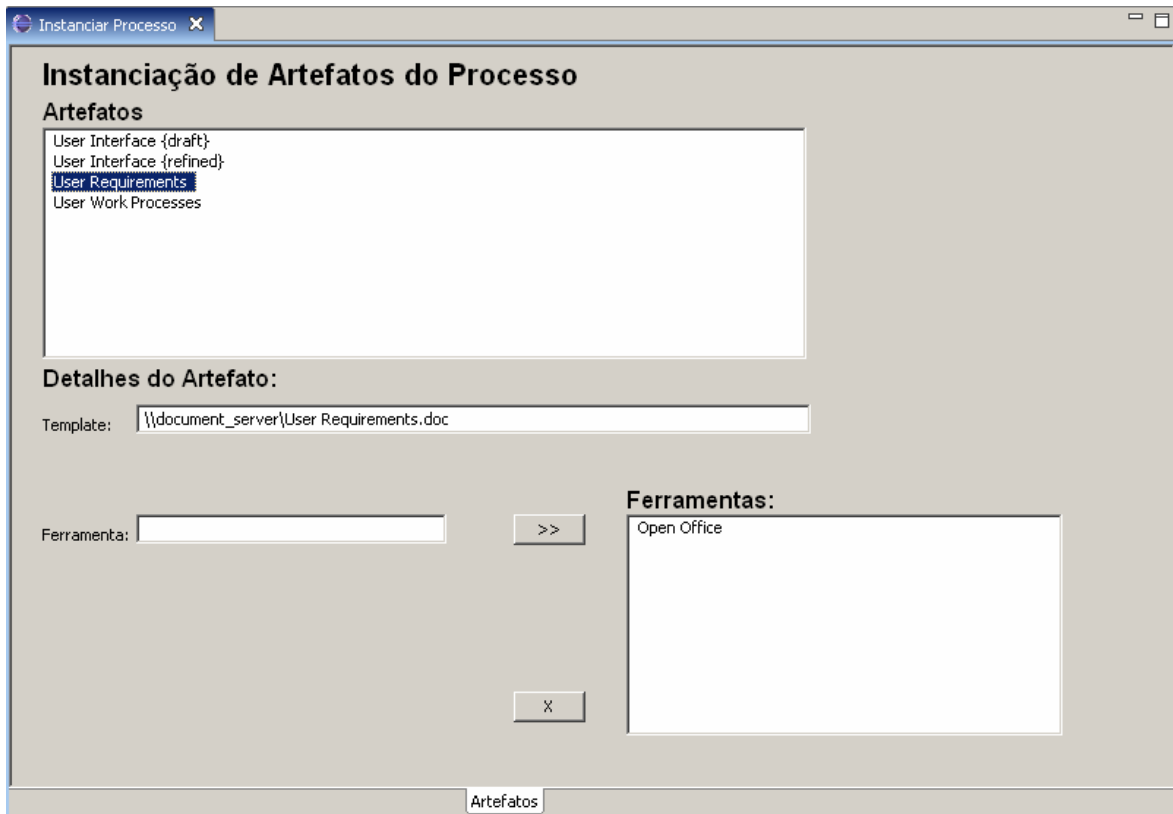 Instanciar Processo
Instanciação de Artefatos do Processo
Artefatos
User Interface {draft}
User Interface {refined}
User Requirements
User Work Processes
Detalhes do Artefato:
Template: \\document_server\User Requirements.doc
Ferramentas:
Ferramenta: >> Open Office
X
Artefatos